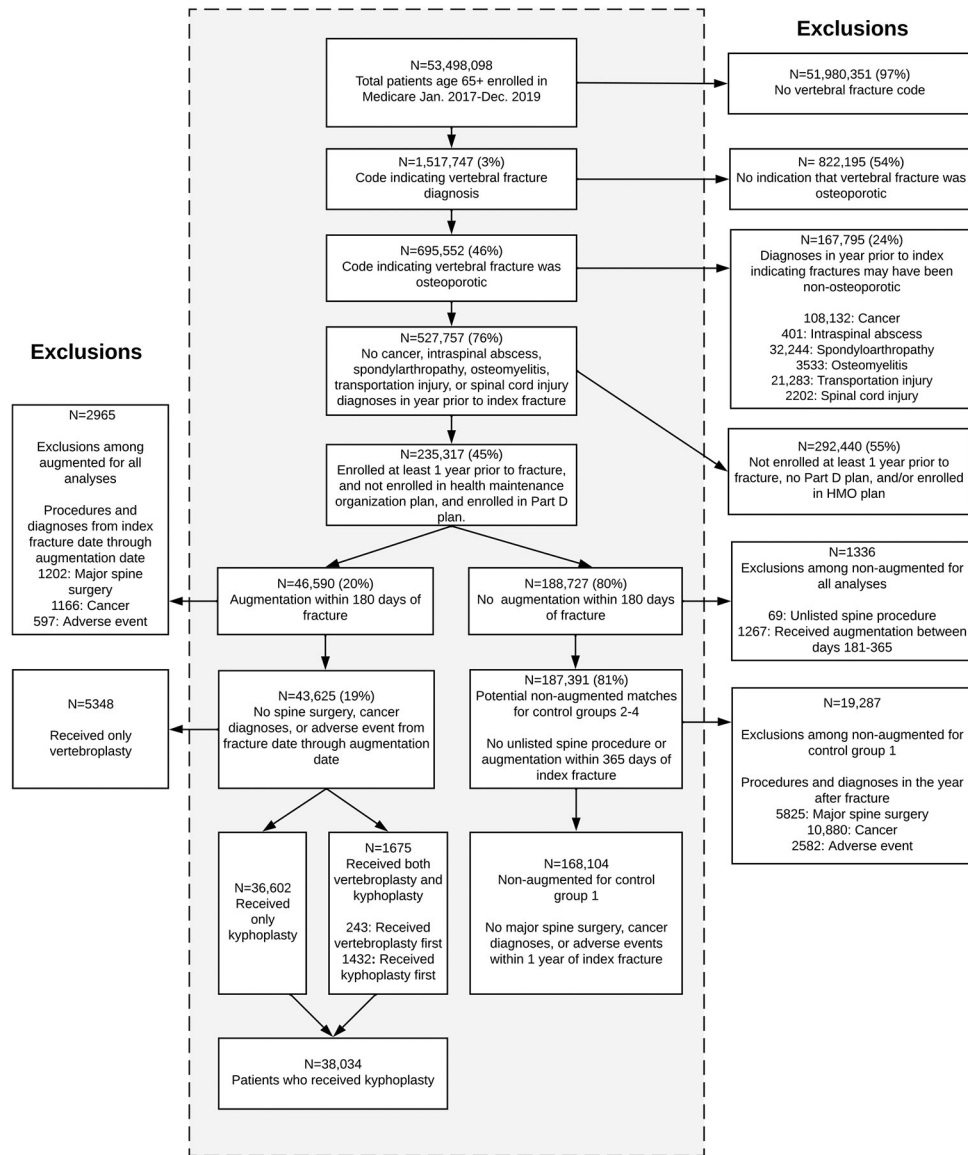 Exclusions
N=53,498,098
Total patients age 65+ enrolled in
Medicare Jan. 2017-Dec. 2019
N=51,980,351 (97%)
No vertebral fracture code
N=1,517,747 (3%)
Code indicating vertebral fracture
diagnosis
N= 822,195 (54%)
No indication that vertebral fracture was
osteoporotic
N=695,552 (46%)
Code indicating vertebral fracture was
osteoporotic
N=167,795 (24%)
Diagnoses in year prior to index
indicating fractures may have been
non-osteoporotic
108,132: Cancer
401: Intraspinal abscess
32,244: Spondyloarthropathy
3533: Osteomyelitis
21,283: Transportation injury
2202: Spinal cord injury
N=527,757 (76%)
No cancer, intraspinal abscess,
spondylarthropathy, osteomyelitis,
transportation injury, or spinal cord injury
diagnoses in year prior to index fracture
Exclusions
N=2965
Exclusions among
augmented for all
analyses
Procedures and
diagnoses from index
fracture date through
augmentation date
1202: Major spine
surgery
1166: Cancer
597: Adverse event
N=235,317 (45%)
Enrolled at least 1 year prior to fracture,
and not enrolled in health maintenance
organization plan, and enrolled in Part D
plan.
N=292,440 (55%)
Not enrolled at least 1 year prior to
fracture, no Part D plan, and/or enrolled
in HMO plan
N=46,590 (20%)
Augmentation within 180 days of
fracture
N=188,727 (80%)
No augmentation within 180 days
of fracture
N=1336
Exclusions among non-augmented for
all analyses
69: Unlisted spine procedure
1267: Received augmentation between
days 181-365
N=5348
Received only
vertebroplasty
N=43,625 (19%)
No spine surgery, cancer
diagnoses, or adverse event from
fracture date through augmentation
date
N=187,391 (81%)
Potential non-augmented matches
for control groups 2-4
No unlisted spine procedure or
augmentation within 365 days of
index fracture
N=19,287
Exclusions among non-augmented for
control group 1
Procedures and diagnoses in the year
after fracture
5825: Major spine surgery
10,880: Cancer
2582: Adverse event
N=36,602
Received
only
kyphoplasty
N=1675
Received both
vertebroplasty and
kyphoplasty
243: Received
vertebroplasty first
1432: Received
kyphoplasty first
N=168,104
Non-augmented for control
group 1
No major spine surgery, cancer
diagnoses, or adverse events
within 1 year of index fracture
N=38,034
Patients who received kyphoplasty